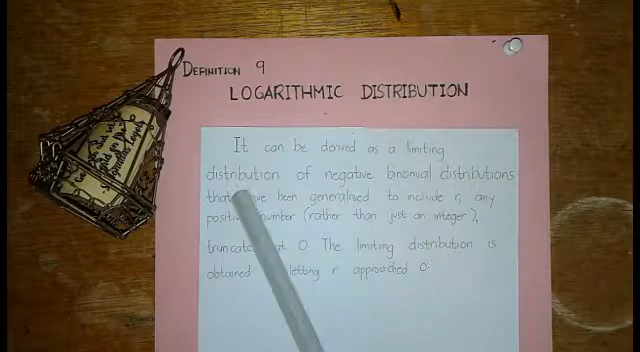 DEFINITION 9
LOGARITHMIC DISTRIBUTION
It can be derived as a limiting
distribution of negative binomial distributions
that have been generalized to include r, any
positive number (rather than just an integer),
truncated at 0. The limiting distribution is
obtained letting r approached 0.